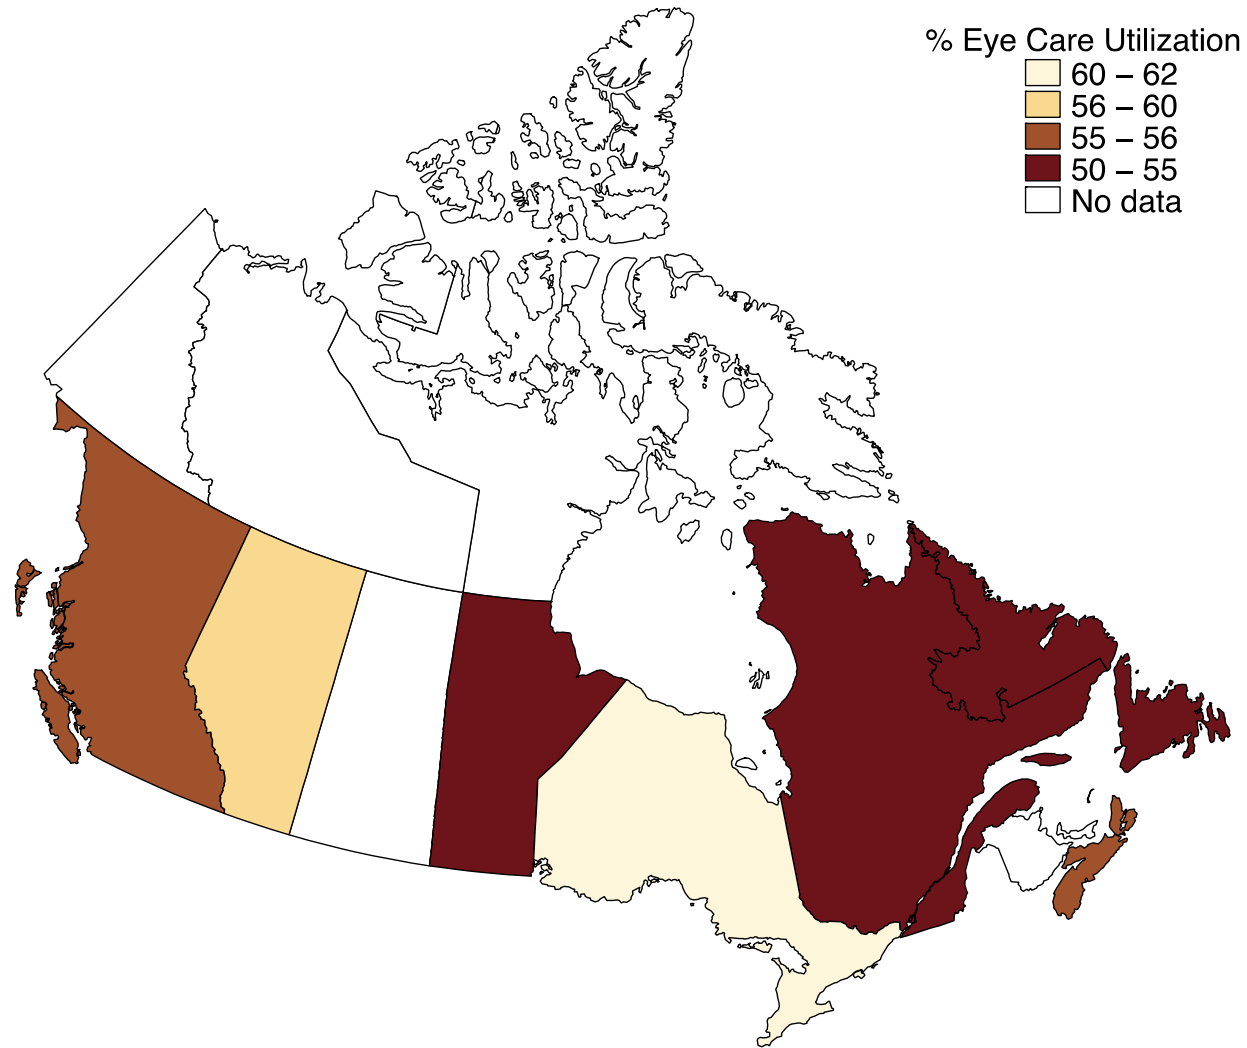 % Eye Care Utilization
60 – 62
56 – 60
55 – 56
50 – 55
No data